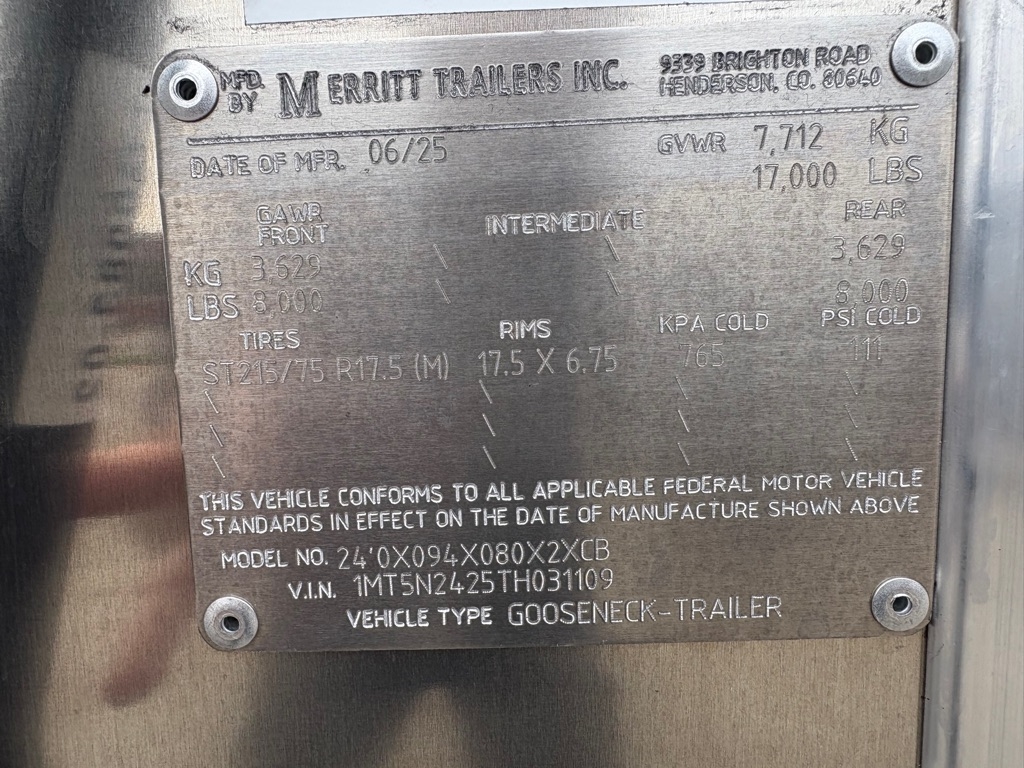 MFD. BY MERRITT TRAILERS INC. 9339 BRIGHTON ROAD
HENDERSON, CO. 80640
DATE OF MFR. 06/25 GVWR 7,712 KG
17,000 LBS
GAWR FRONT INTERMEDIATE REAR
KG 3,629 \ \ 3,629
LBS 8,000 \ \ 8,000
TIRES RIMS KPA COLD PSI COLD
ST215/75 R17.5 (M) 17.5 X 6.75 765 111
\ \ \ \
\ \ \ \
\ \ \ \
THIS VEHICLE CONFORMS TO ALL APPLICABLE FEDERAL MOTOR VEHICLE
STANDARDS IN EFFECT ON THE DATE OF MANUFACTURE SHOWN ABOVE
MODEL NO. 24'0X094X080X2XCB
V.I.N. 1MT5N2425TH031109
VEHICLE TYPE GOOSENECK-TRAILER